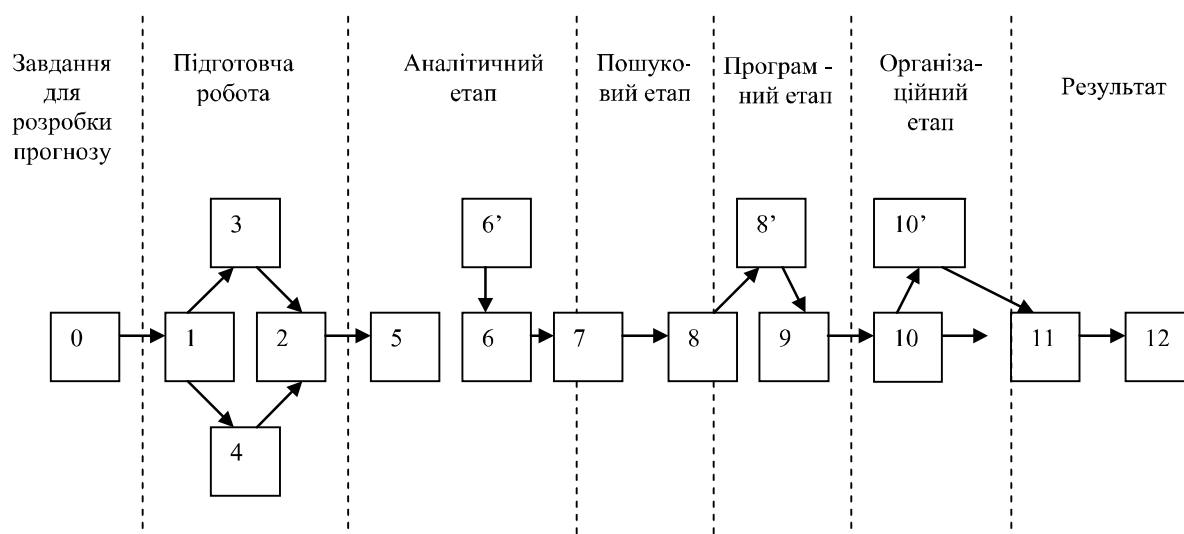 Завдання
для
розробки
прогнозу
Підготовча
робота
Аналітичний
етап
Пошуко-
вий етап
Програм -
ний етап
Організа-
ційний
етап
Результат
3
6’
8’
10’
0
1
2
5
6
7
8
9
10
11
12
4